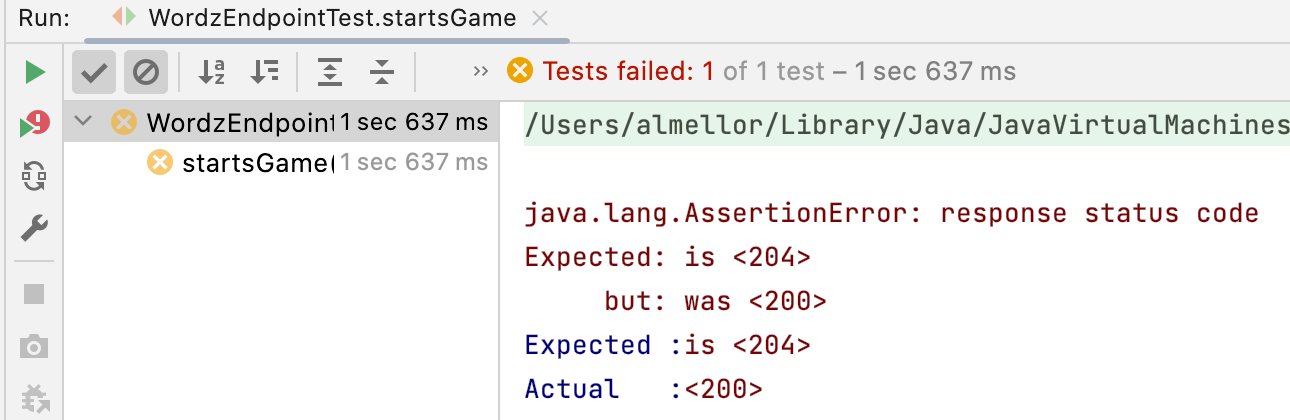 Run: WordzEndpointTest.startsGame
Tests failed: 1 of 1 test – 1 sec 637 ms
WordzEndpoint 1 sec 637 ms
startsGame( 1 sec 637 ms
/Users/almellor/Library/Java/JavaVirtualMachines
java.lang.AssertionError: response status code
Expected: is <204>
but: was <200>
Expected :is <204>
Actual :<200>